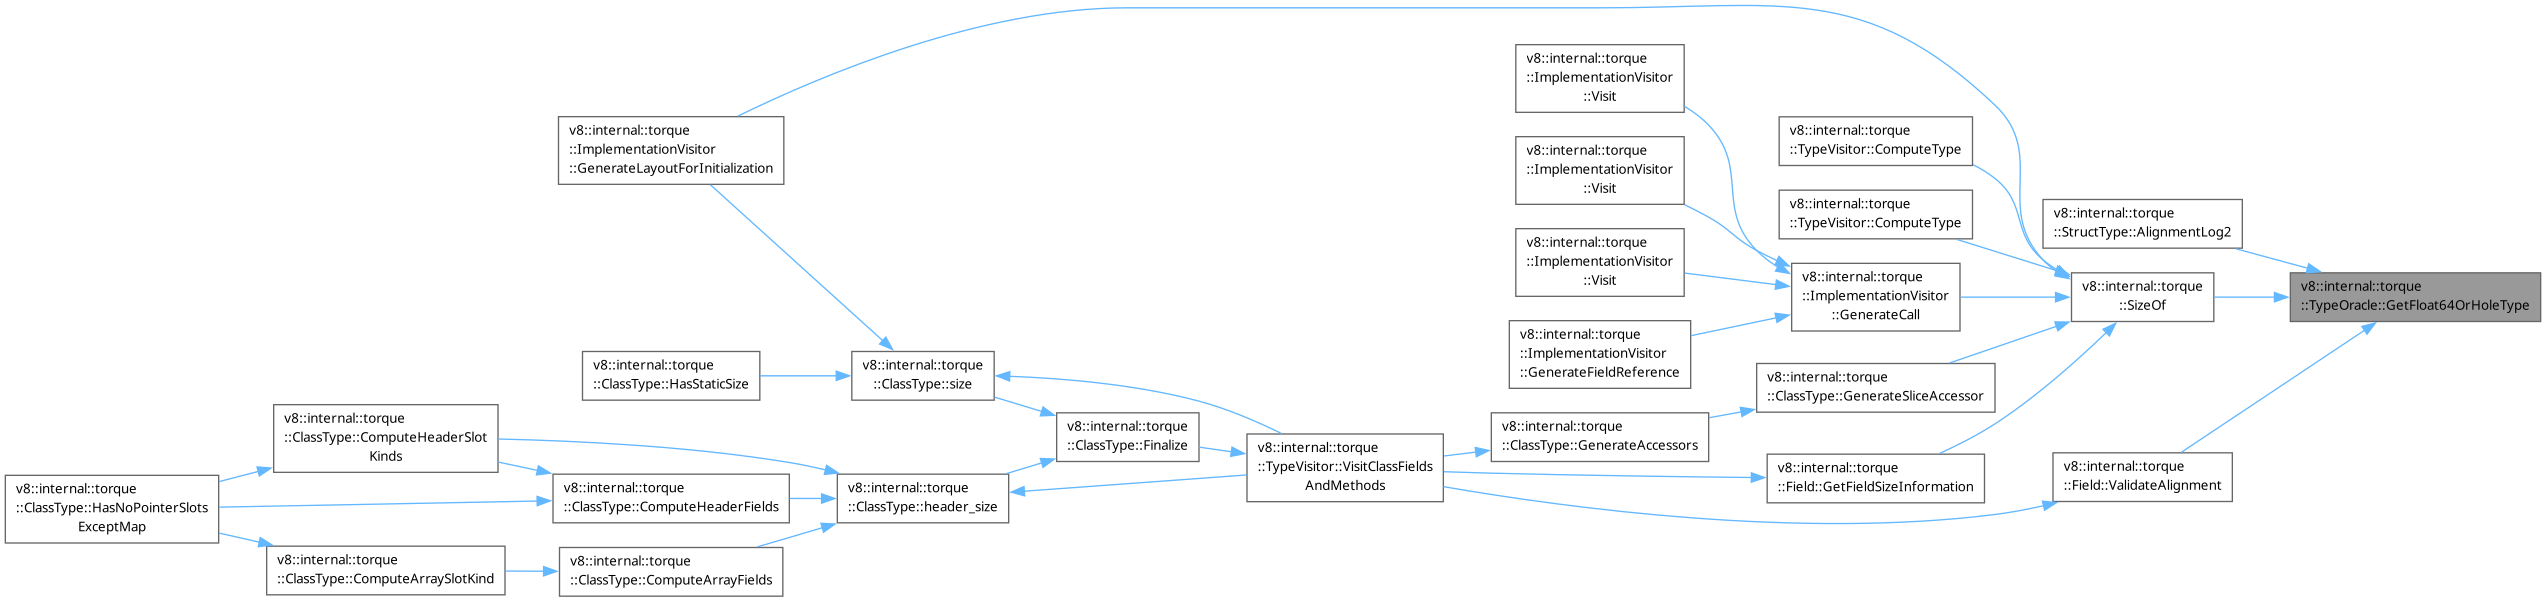 v8::internal::torque
::ImplementationVisitor
::Visit
v8::internal::torque
::ImplementationVisitor
::GenerateLayoutForInitialization
v8::internal::torque
::TypeVisitor::ComputeType
v8::internal::torque
::ImplementationVisitor
::Visit
v8::internal::torque
::TypeVisitor::ComputeType
v8::internal::torque
::StructType::AlignmentLog2
v8::internal::torque
::ImplementationVisitor
::Visit
v8::internal::torque
::ImplementationVisitor
::GenerateCall
v8::internal::torque
::SizeOf
v8::internal::torque
::TypeOracle::GetFloat64OrHoleType
v8::internal::torque
::ImplementationVisitor
::GenerateFieldReference
v8::internal::torque
::ClassType::HasStaticSize
v8::internal::torque
::ClassType::size
v8::internal::torque
::ClassType::GenerateSliceAccessor
v8::internal::torque
::ClassType::ComputeHeaderSlot
Kinds
v8::internal::torque
::ClassType::Finalize
v8::internal::torque
::TypeVisitor::VisitClassFields
AndMethods
v8::internal::torque
::ClassType::GenerateAccessors
v8::internal::torque
::Field::GetFieldSizeInformation
v8::internal::torque
::Field::ValidateAlignment
v8::internal::torque
::ClassType::HasNoPointerSlots
ExceptMap
v8::internal::torque
::ClassType::ComputeHeaderFields
v8::internal::torque
::ClassType::header_size
v8::internal::torque
::ClassType::ComputeArraySlotKind
v8::internal::torque
::ClassType::ComputeArrayFields